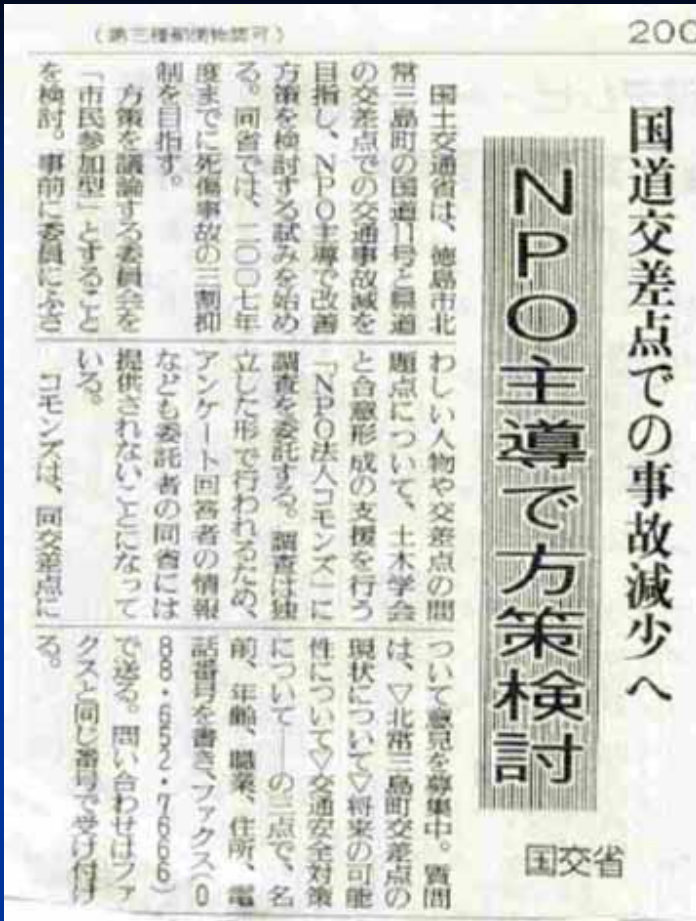 (第三種郵便物認可)
200
国道交差点での事故減少へ
NPO主導で方策検討
国交省
国土交通省は、徳島市北
常三島町の国道11号と県道
の交差点での交通事故減を
目指し、NPO主導で改善
方策を検討する試みを始め
る。同省では、二〇〇七年
度までに死傷事故の三割抑
制を目指す。
方策を議論する委員会を
「市民参加型」とすること
を検討。事前に委員にふさ
わしい人物や交差点の問
題点について、土木学会
と合意形成の支援を行う
「NPO法人コモンズ」に
調査を委託する。調査は独
立した形で行われるため、
アンケート回答者の情報
なども委託者の同省には
提供されないことになって
いる。
コモンズは、同交差点に
ついて意見を募集中。質問
は、▽北常三島町交差点の
現状について▽将来の可能
性について▽交通安全対策
について――の三点で、名
前、年齢、職業、住所、電
話番号を書き、ファクス(0
88・652・7666)
で送る。問い合わせはファ
クスと同じ番号で受け付け
る。